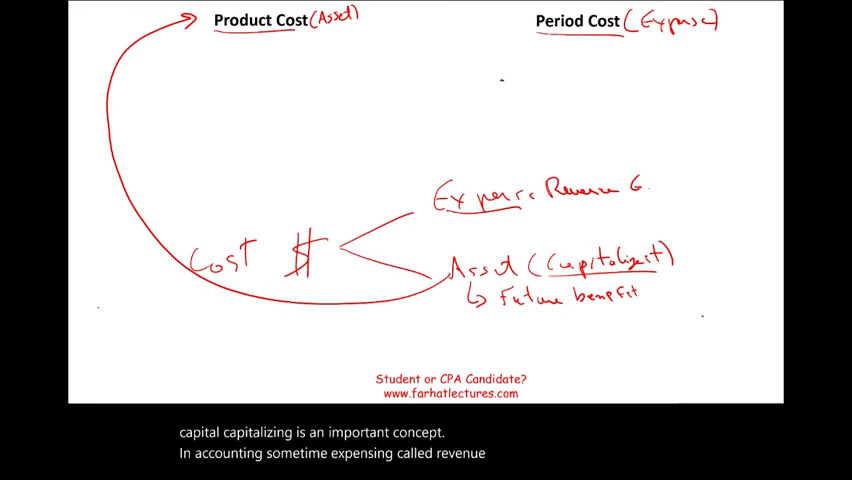 Product Cost (Asset)
Period Cost (Expense)
Expense: Revenue G
Cost $
Asset (Capitalized)
Future benefit
Student or CPA Candidate?
www.farhatlectures.com
capital capitalizing is an important concept.
In accounting sometime expensing called revenue